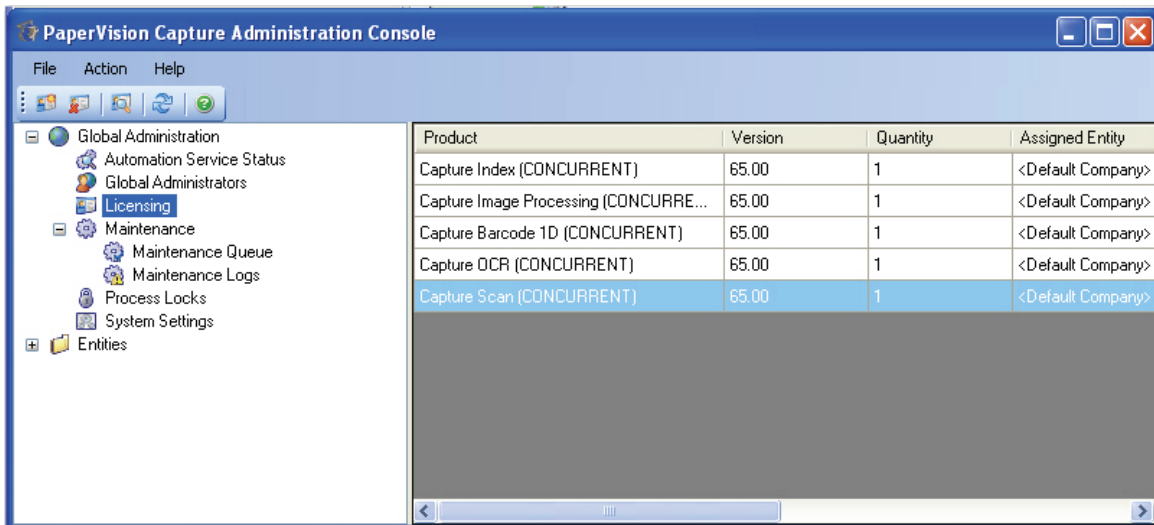 PaperVision Capture Administration Console
File Action Help
Global Administration
Automation Service Status
Global Administrators
Licensing
Maintenance
Maintenance Queue
Maintenance Logs
Process Locks
System Settings
Entities
Product Version Quantity Assigned Entity
Capture Index (CONCURRENT) 65.00 1 <Default Company>
Capture Image Processing (CONCURRE... 65.00 1 <Default Company>
Capture Barcode 1D (CONCURRENT) 65.00 1 <Default Company>
Capture OCR (CONCURRENT) 65.00 1 <Default Company>
Capture Scan (CONCURRENT) 65.00 1 <Default Company>